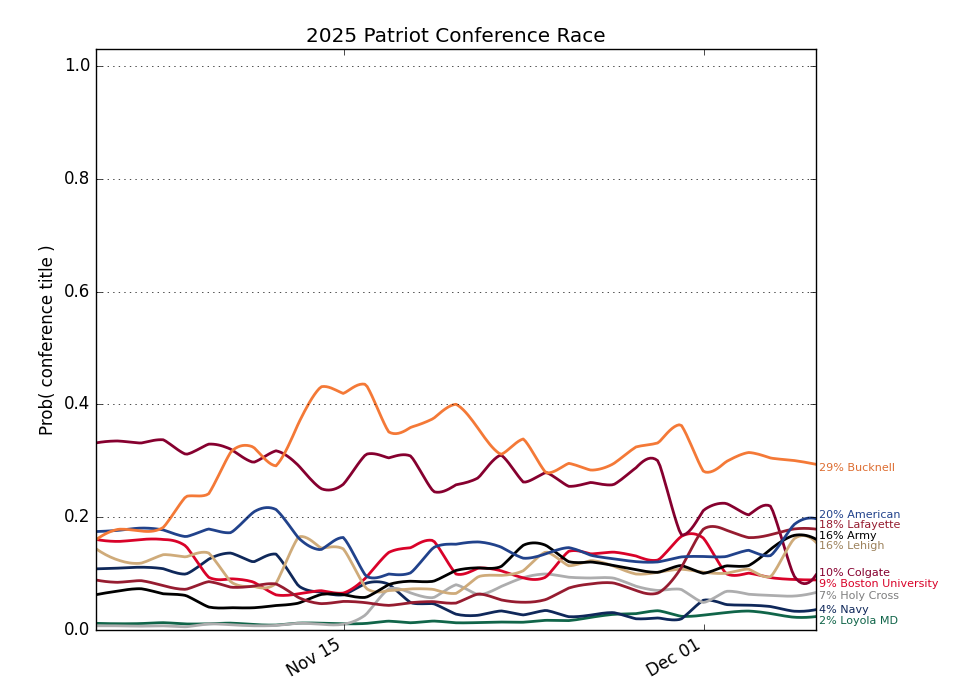 2025 Patriot Conference Race
Prob( conference title )
1.0
0.8
0.6
0.4
0.2
0.0
Nov 15
Dec 01
29% Bucknell
20% American
18% Lafayette
16% Army
16% Lehigh
10% Colgate
9% Boston University
7% Holy Cross
4% Navy
2% Loyola MD